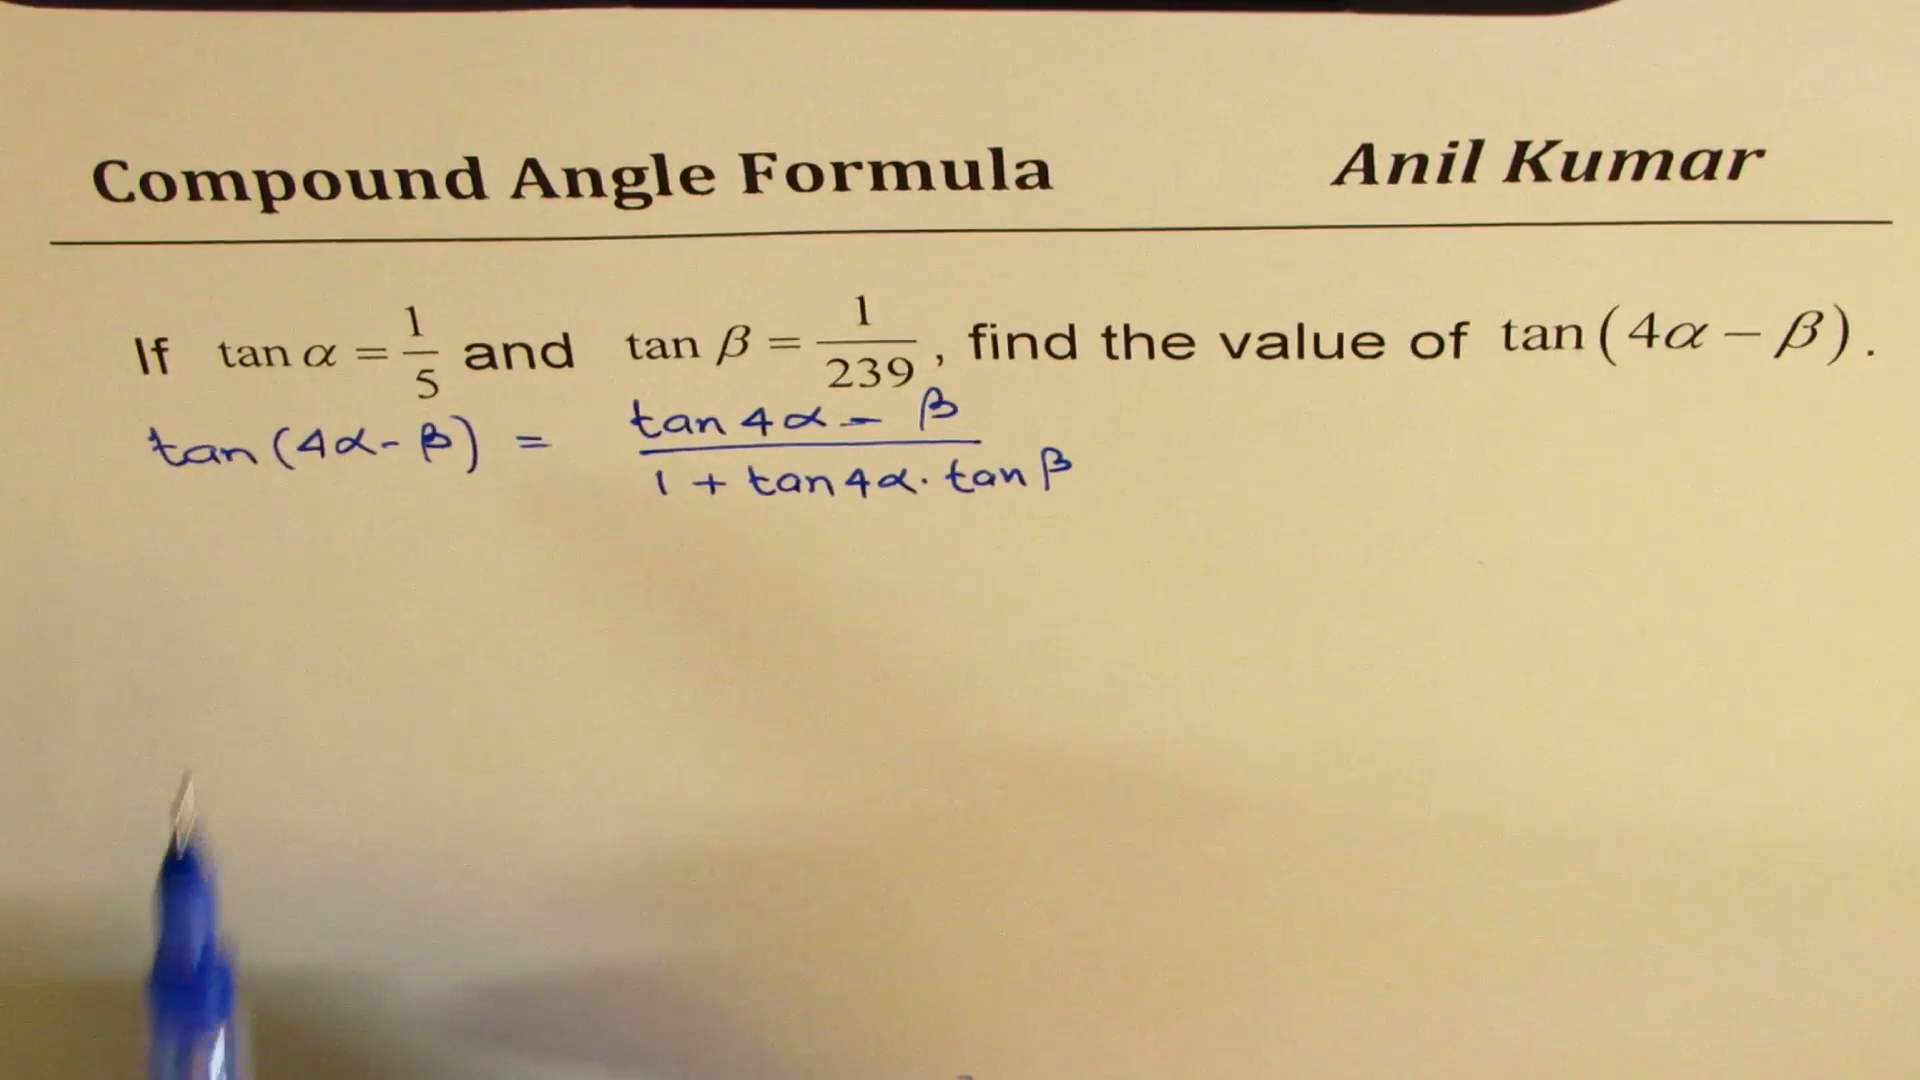 Compound Angle Formula Anil Kumar
If tan α = 1/5 and tan β = 1/239, find the value of tan(4α − β).
tan(4α - β) = (tan 4α - β)/(1 + tan 4α · tan β)